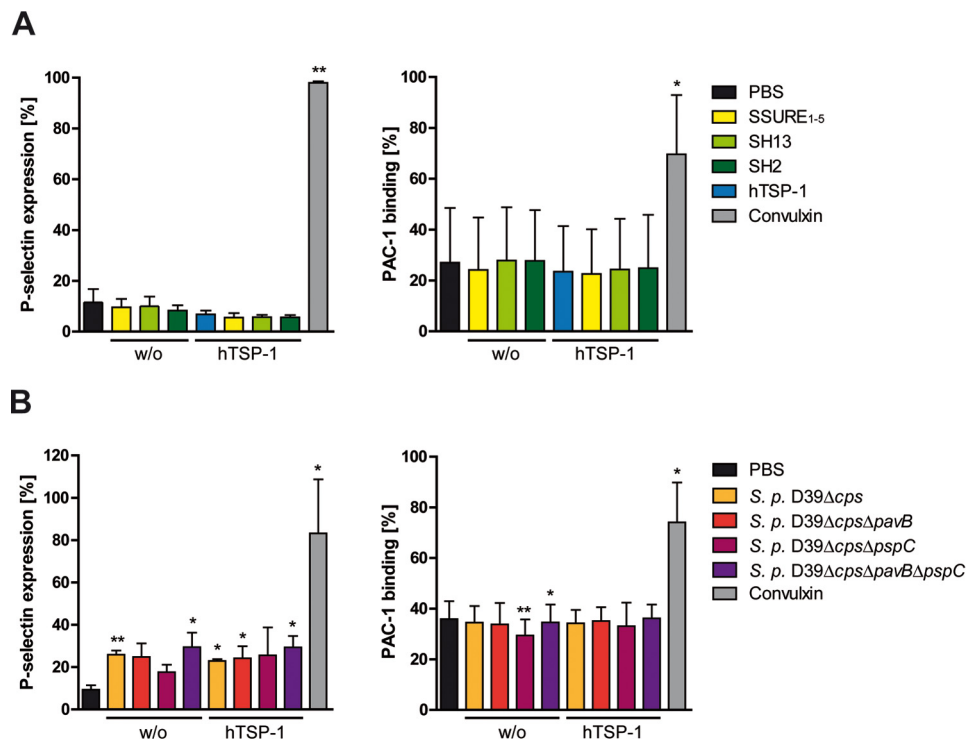 A
P-selectin expression [%]
100
80
60
40
20
0
**
w/o
hTSP-1
PAC-1 binding [%]
100
80
60
40
20
0
*
w/o
hTSP-1
PBS
SSURE1-5
SH13
SH2
hTSP-1
Convulxin
B
P-selectin expression [%]
120
100
80
60
40
20
0
**
*
*
*
*
*
w/o
hTSP-1
PAC-1 binding [%]
100
80
60
40
20
0
**
*
*
w/o
hTSP-1
PBS
S. p. D39Δcps
S. p. D39ΔcpsΔpavB
S. p. D39ΔcpsΔpspC
S. p. D39ΔcpsΔpavBΔpspC
Convulxin